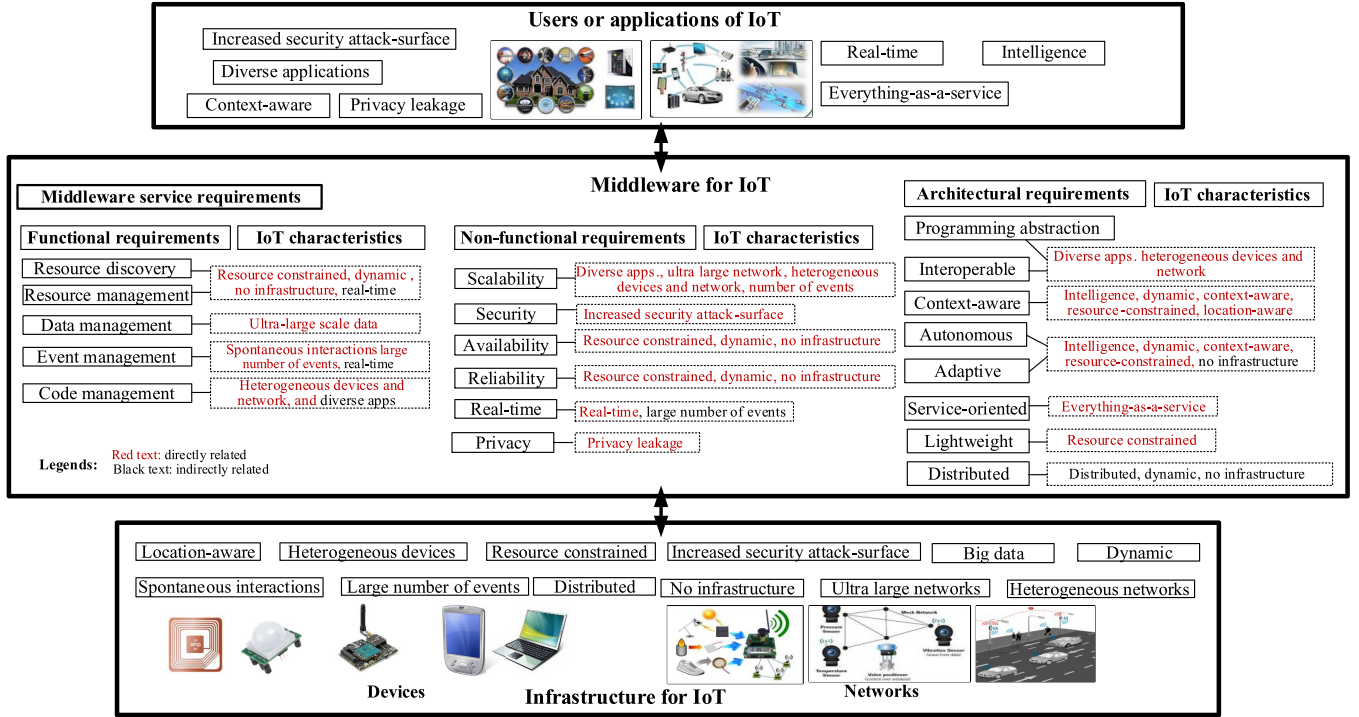 Users or applications of IoT
Increased security attack-surface
Diverse applications
Context-aware
Privacy leakage
Real-time
Intelligence
Everything-as-a-service
Middleware for IoT
Middleware service requirements
Functional requirements
IoT characteristics
Resource discovery
Resource management
Resource constrained, dynamic ,
no infrastructure, real-time
Data management
Ultra-large scale data
Event management
Spontaneous interactions large
number of events, real-time
Code management
Heterogeneous devices and
network, and diverse apps
Legends:
Red text: directly related
Black text: indirectly related
Non-functional requirements
IoT characteristics
Scalability
Diverse apps., ultra large network, heterogeneous
devices and network, number of events
Security
Increased security attack-surface
Availability
Resource constrained, dynamic, no infrastructure
Reliability
Resource constrained, dynamic, no infrastructure
Real-time
Real-time, large number of events
Privacy
Privacy leakage
Architectural requirements
IoT characteristics
Programming abstraction
Interoperable
Diverse apps. heterogeneous devices and
network
Context-aware
Intelligence, dynamic, context-aware,
resource-constrained, location-aware
Autonomous
Adaptive
Intelligence, dynamic, context-aware,
resource-constrained, no infrastructure
Service-oriented
Everything-as-a-service
Lightweight
Resource constrained
Distributed
Distributed, dynamic, no infrastructure
Location-aware
Heterogeneous devices
Resource constrained
Increased security attack-surface
Big data
Dynamic
Spontaneous interactions
Large number of events
Distributed
No infrastructure
Ultra large networks
Heterogeneous networks
Mesh Network
Pressure
Sensor
Vibration Sensor
Temperature
Sensor
Valve positioner
Devices
Infrastructure for IoT
Networks